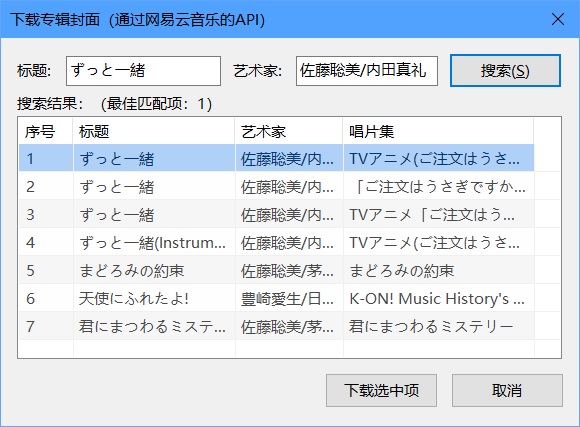 下载专辑封面（通过网易云音乐的API）
标题: ずっと一緒 艺术家: 佐藤聡美/内田真礼 搜索(S)
搜索结果：（最佳匹配项：1）
序号 标题 艺术家 唱片集
1 ずっと一緒 佐藤聡美/内... TVアニメ(ご注文はうさ...
2 ずっと一緒 佐藤聡美/内... 「ご注文はうさぎですか...
3 ずっと一緒 佐藤聡美/内... TVアニメ「ご注文はう...
4 ずっと一緒(Instrum... 佐藤聡美/内... TVアニメ(ご注文はうさ...
5 まどろみの約束 佐藤聡美/茅... まどろみの約束
6 天使にふれたよ! 豊崎愛生/日... K-ON! Music History's ...
7 君にまつわるミステ... 佐藤聡美/茅... 君にまつわるミステリー
下载选中项 取消